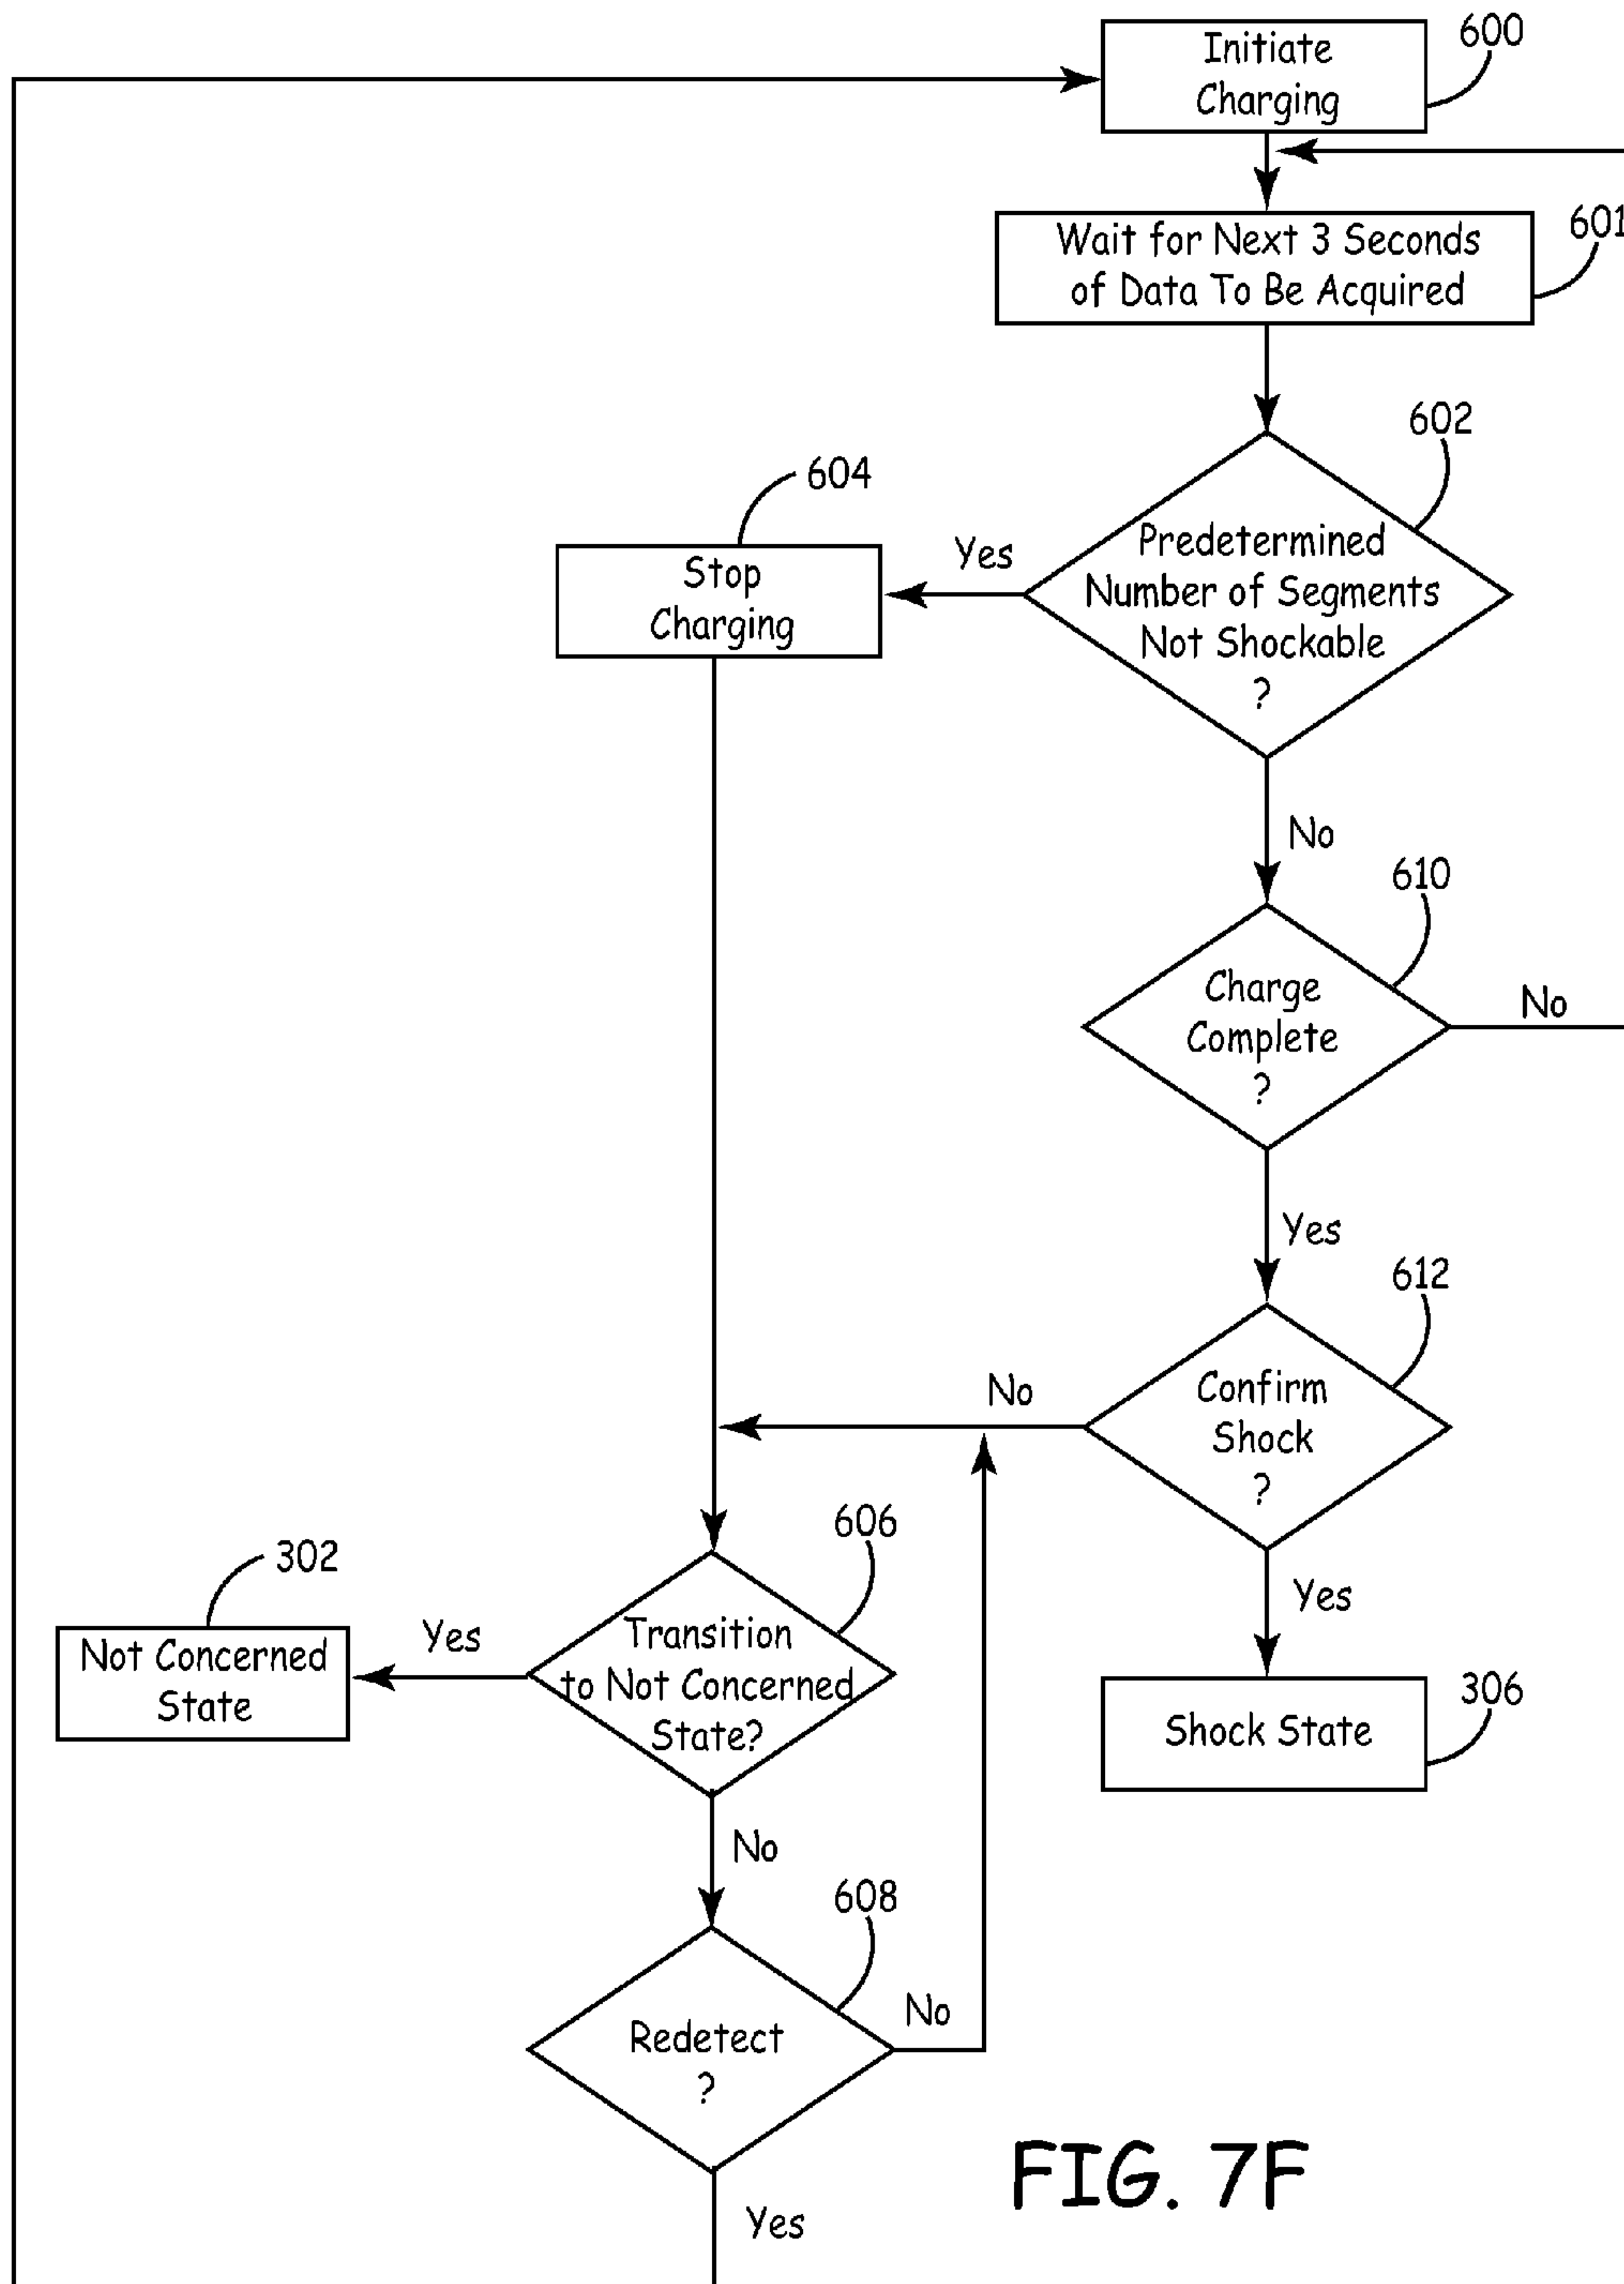 Initiate
Charging
600
Wait for Next 3 Seconds
of Data To Be Acquired
601
602
Predetermined
Number of Segments
Not Shockable
?
Yes
604
Stop
Charging
No
610
Charge
Complete
?
No
Yes
612
Confirm
Shock
?
No
Yes
606
Transition
to Not Concerned
State?
Yes
302
Not Concerned
State
306
Shock State
No
608
Redetect
?
No
Yes
FIG. 7F